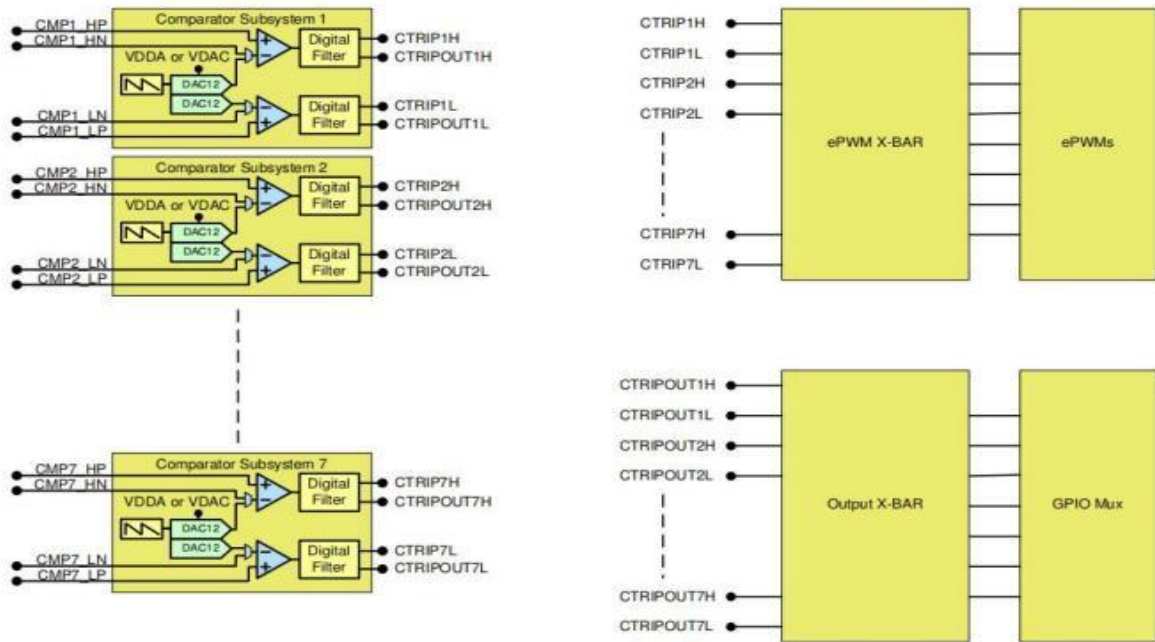 Comparator Subsystem 1
CMP1_HP
CMP1_HN
VDDA or VDAC
DAC12
DAC12
CMP1_LN
CMP1_LP
Digital
Filter
CTRIP1H
CTRIPOUT1H
Digital
Filter
CTRIP1L
CTRIPOUT1L
Comparator Subsystem 2
CMP2_HP
CMP2_HN
VDDA or VDAC
DAC12
DAC12
CMP2_LN
CMP2_LP
Digital
Filter
CTRIP2H
CTRIPOUT2H
Digital
Filter
CTRIP2L
CTRIPOUT2L
Comparator Subsystem 7
CMP7_HP
CMP7_HN
VDDA or VDAC
DAC12
DAC12
CMP7_LN
CMP7_LP
Digital
Filter
CTRIP7H
CTRIPOUT7H
Digital
Filter
CTRIP7L
CTRIPOUT7L
CTRIP1H
CTRIP1L
CTRIP2H
CTRIP2L
CTRIP7H
CTRIP7L
ePWM X-BAR
ePWMs
CTRIPOUT1H
CTRIPOUT1L
CTRIPOUT2H
CTRIPOUT2L
CTRIPOUT7H
CTRIPOUT7L
Output X-BAR
GPIO Mux